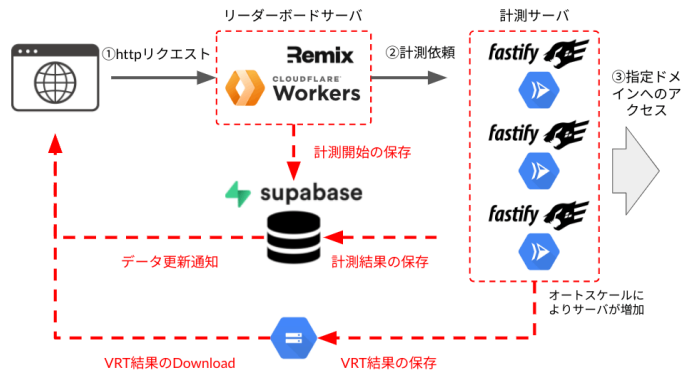 リーダーボードサーバ
計測サーバ
①httpリクエスト
Remix
CLOUDFLARE
Workers
②計測依頼
fastify
③指定ドメ
インへのア
クセス
fastify
fastify
計測開始の保存
supabase
データ更新通知
計測結果の保存
オートスケールに
よりサーバが増加
VRT結果のDownload
VRT結果の保存